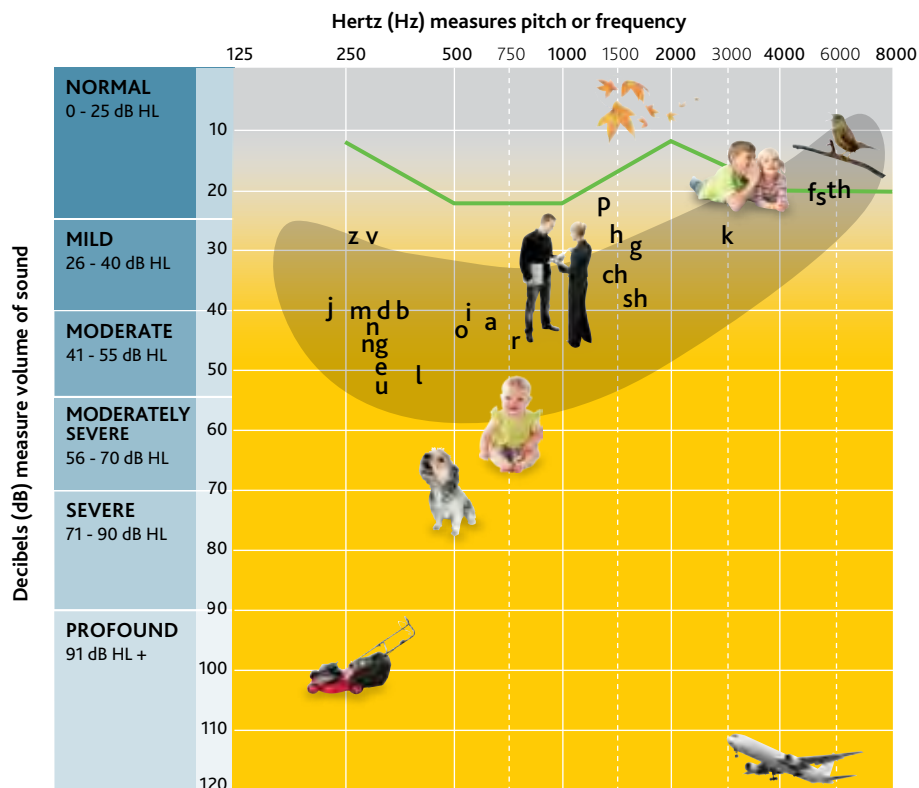 Hertz (Hz) measures pitch or frequency
125 250 500 750 1000 1500 2000 3000 4000 6000 8000
Decibels (dB) measure volume of sound
NORMAL
0 - 25 dB HL
10
20
MILD
26 - 40 dB HL
30
40
MODERATE
41 - 55 dB HL
50
MODERATELY
SEVERE
56 - 70 dB HL
60
70
SEVERE
71 - 90 dB HL
80
90
PROFOUND
91 dB HL +
100
110
120
f s th
p
z v h g k
ch
sh
j m d b i
n o a
ng r
e l
u